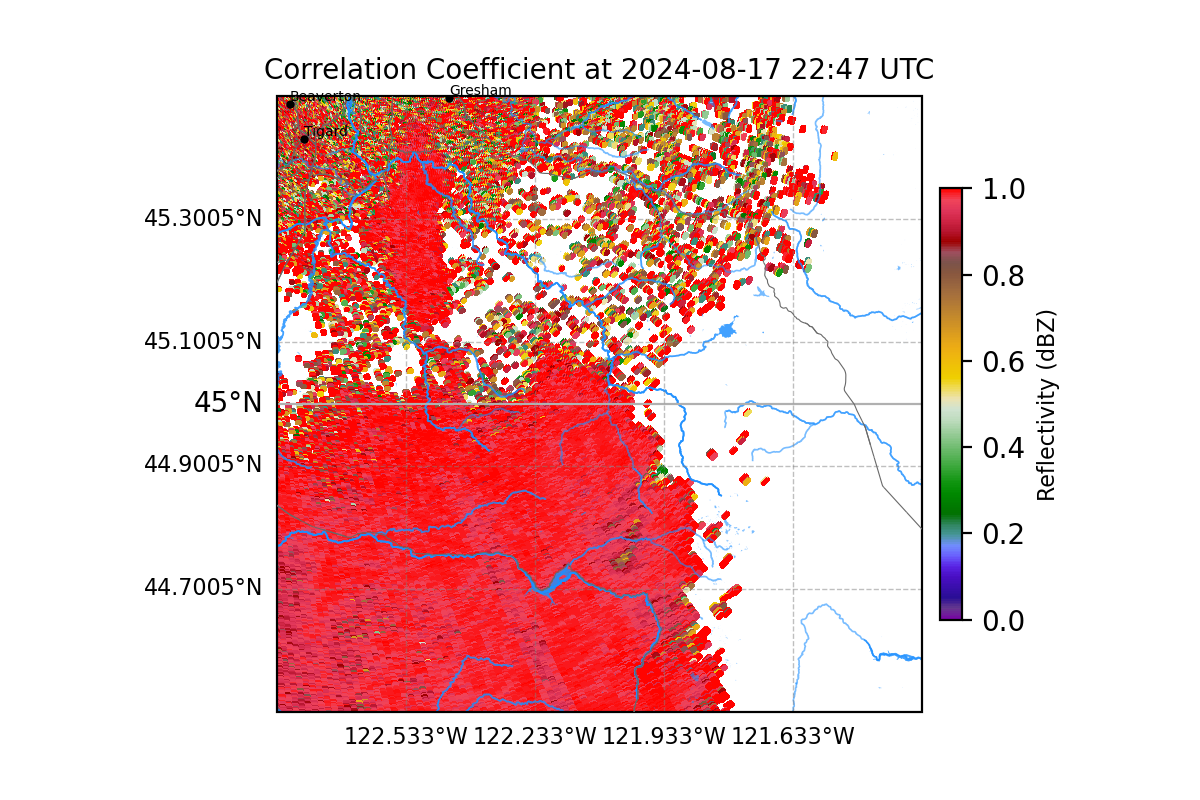 Correlation Coefficient at 2024-08-17 22:47 UTC
Gresham
Beaverton
Tigard
45.3005°N
45.1005°N
45°N
44.9005°N
44.7005°N
122.533°W 122.233°W 121.933°W 121.633°W
1.0
0.8
0.6
0.4
0.2
0.0
Reflectivity (dBZ)